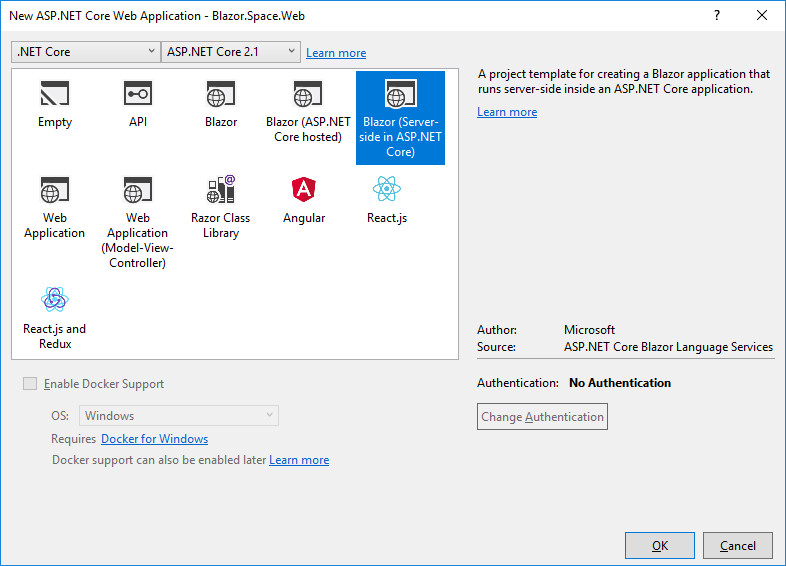 New ASP.NET Core Web Application - Blazor.Space.Web
?
.NET Core
ASP.NET Core 2.1
Learn more
Empty
API
Blazor
Blazor (ASP.NET
Core hosted)
Blazor (Server-
side in ASP.NET
Core)
Web
Application
Web
Application
(Model-View-
Controller)
Razor Class
Library
Angular
React.js
React.js and
Redux
A project template for creating a Blazor application that
runs server-side inside an ASP.NET Core application.
Learn more
Author: Microsoft
Source: ASP.NET Core Blazor Language Services
Authentication: No Authentication
Change Authentication
Enable Docker Support
OS: Windows
Requires Docker for Windows
Docker support can also be enabled later Learn more
OK
Cancel